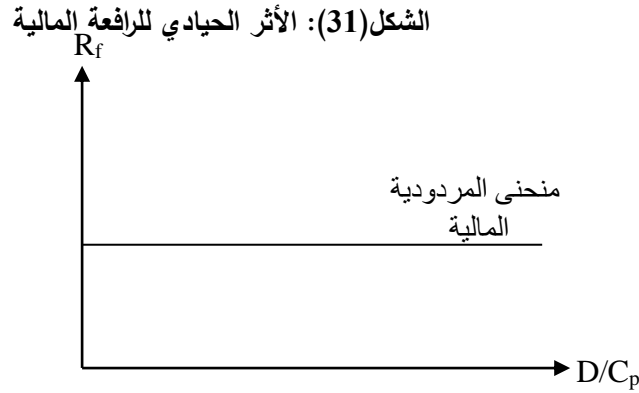 الشكل(31): الأثر الحيادي للرافعة المالية
Rf
منحنى المردودية
المالية
D/Cp